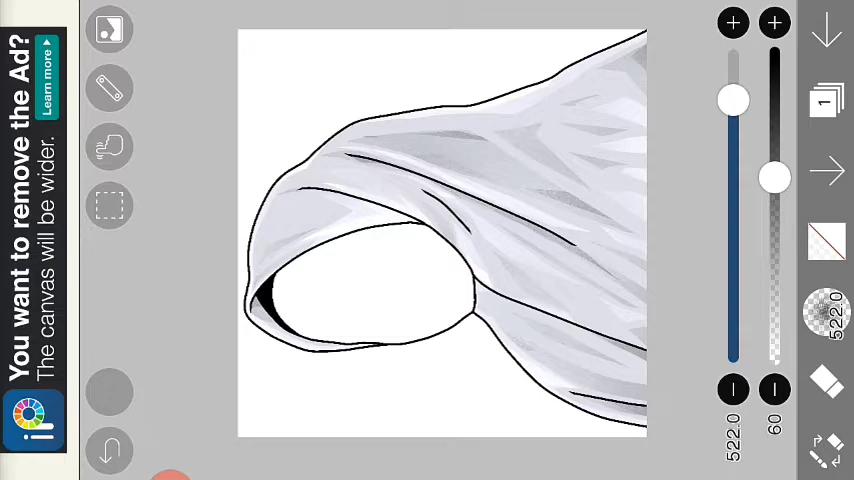 You want to remove the Ad?
Learn more
The canvas will be wider.
1
522.0
522.0
60